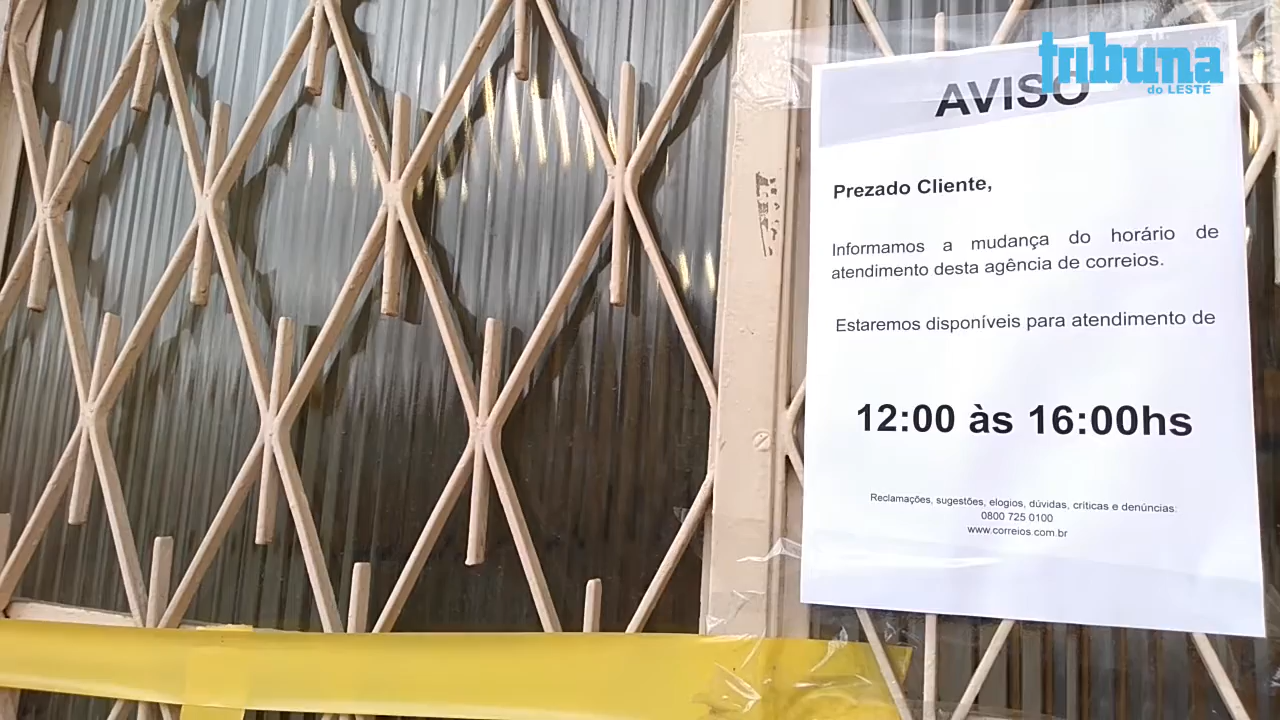 tribuna
do LESTE
AVISO
Prezado Cliente,
Informamos a mudança do horário de
atendimento desta agência de correios.
Estaremos disponíveis para atendimento de
12:00 às 16:00hs
Reclamações, sugestões, elogios, dúvidas, críticas e denúncias:
0800 725 0100
www.correios.com.br